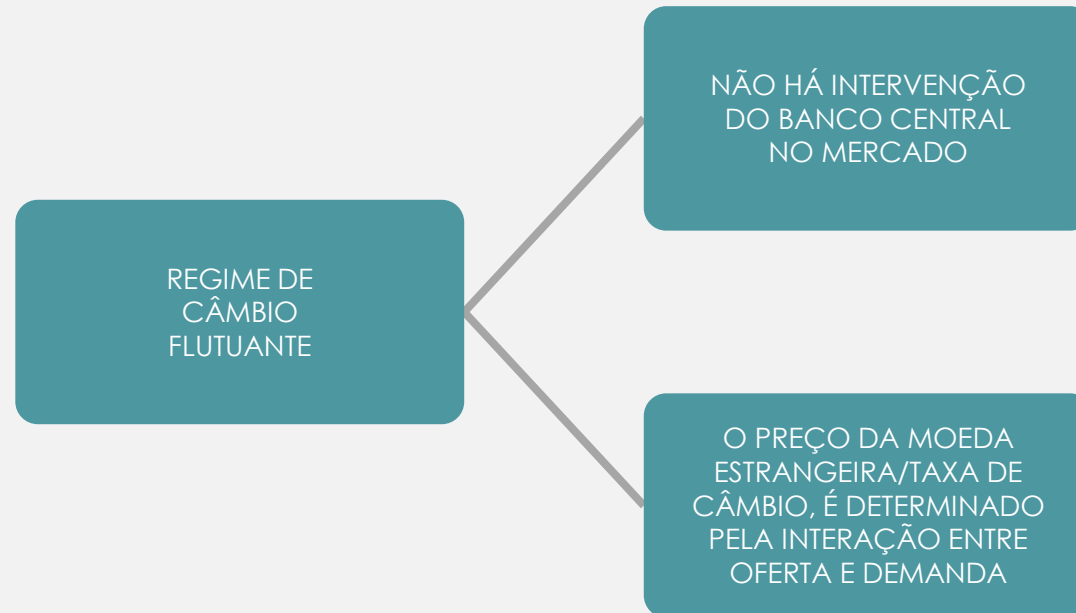 REGIME DE
CÂMBIO
FLUTUANTE
NÃO HÁ INTERVENÇÃO
DO BANCO CENTRAL
NO MERCADO
O PREÇO DA MOEDA
ESTRANGEIRA/TAXA DE
CÂMBIO, É DETERMINADO
PELA INTERAÇÃO ENTRE
OFERTA E DEMANDA